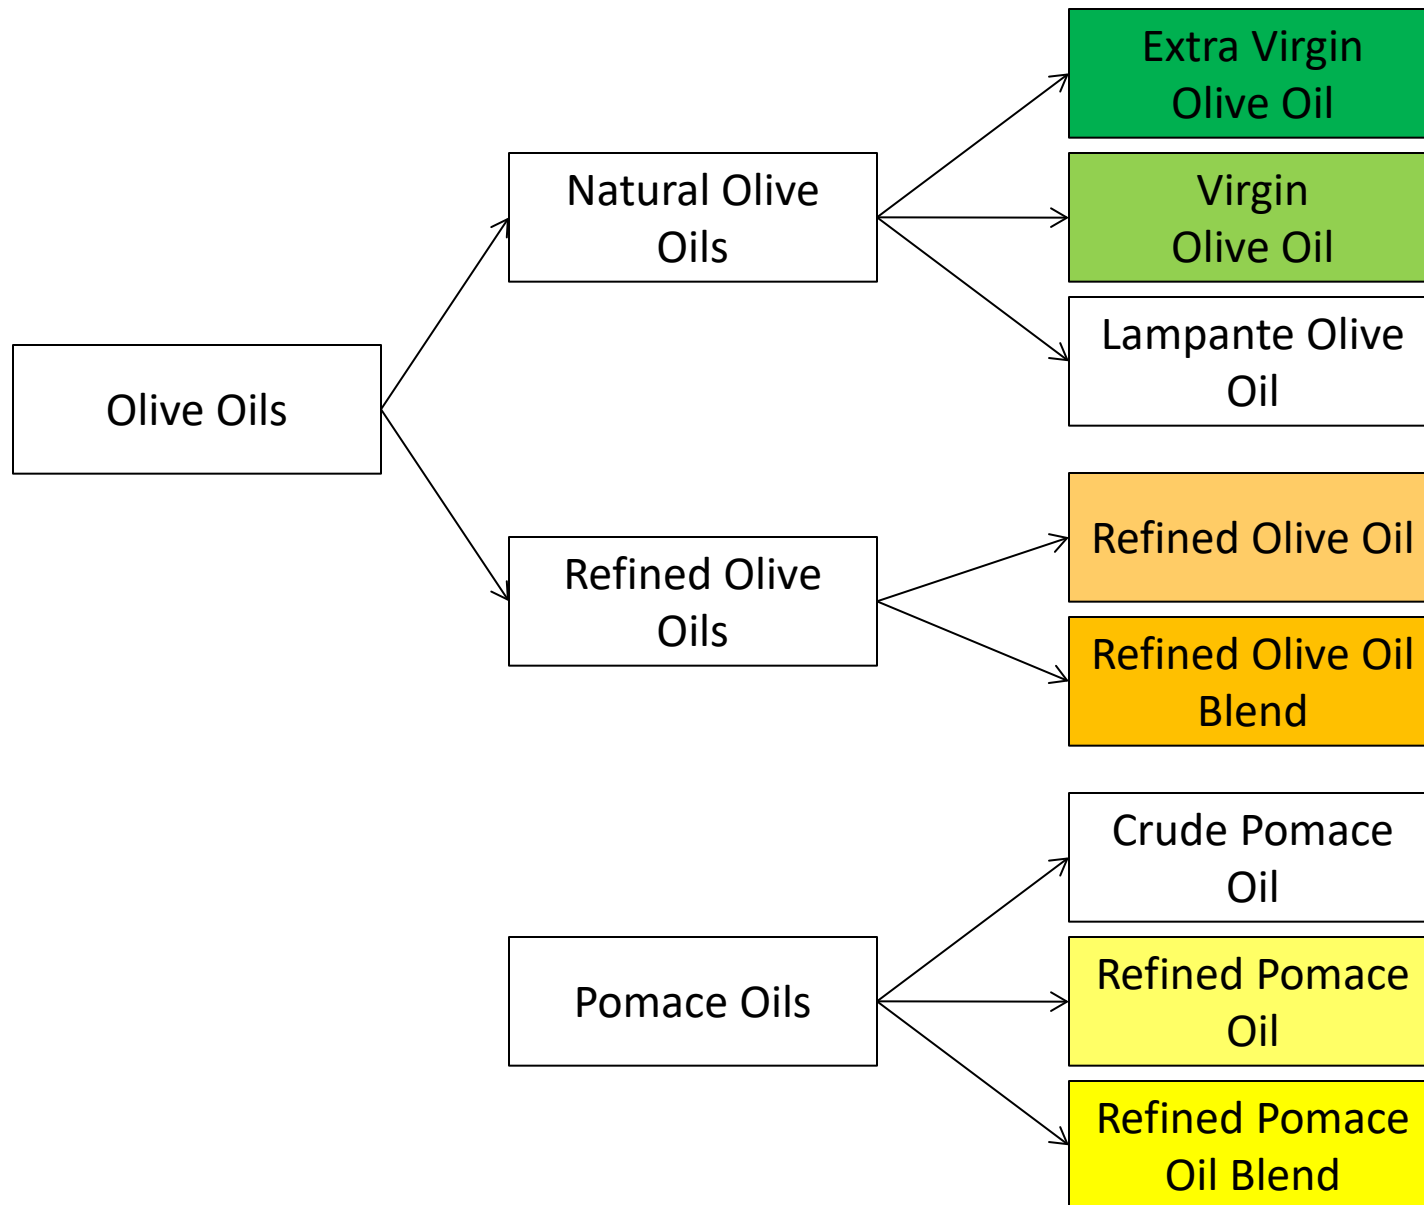 Extra Virgin
Olive Oil
Natural Olive
Oils
Virgin
Olive Oil
Lampante Olive
Oil
Olive Oils
Refined Olive Oil
Refined Olive
Oils
Refined Olive Oil
Blend
Crude Pomace
Oil
Pomace Oils
Refined Pomace
Oil
Refined Pomace
Oil Blend